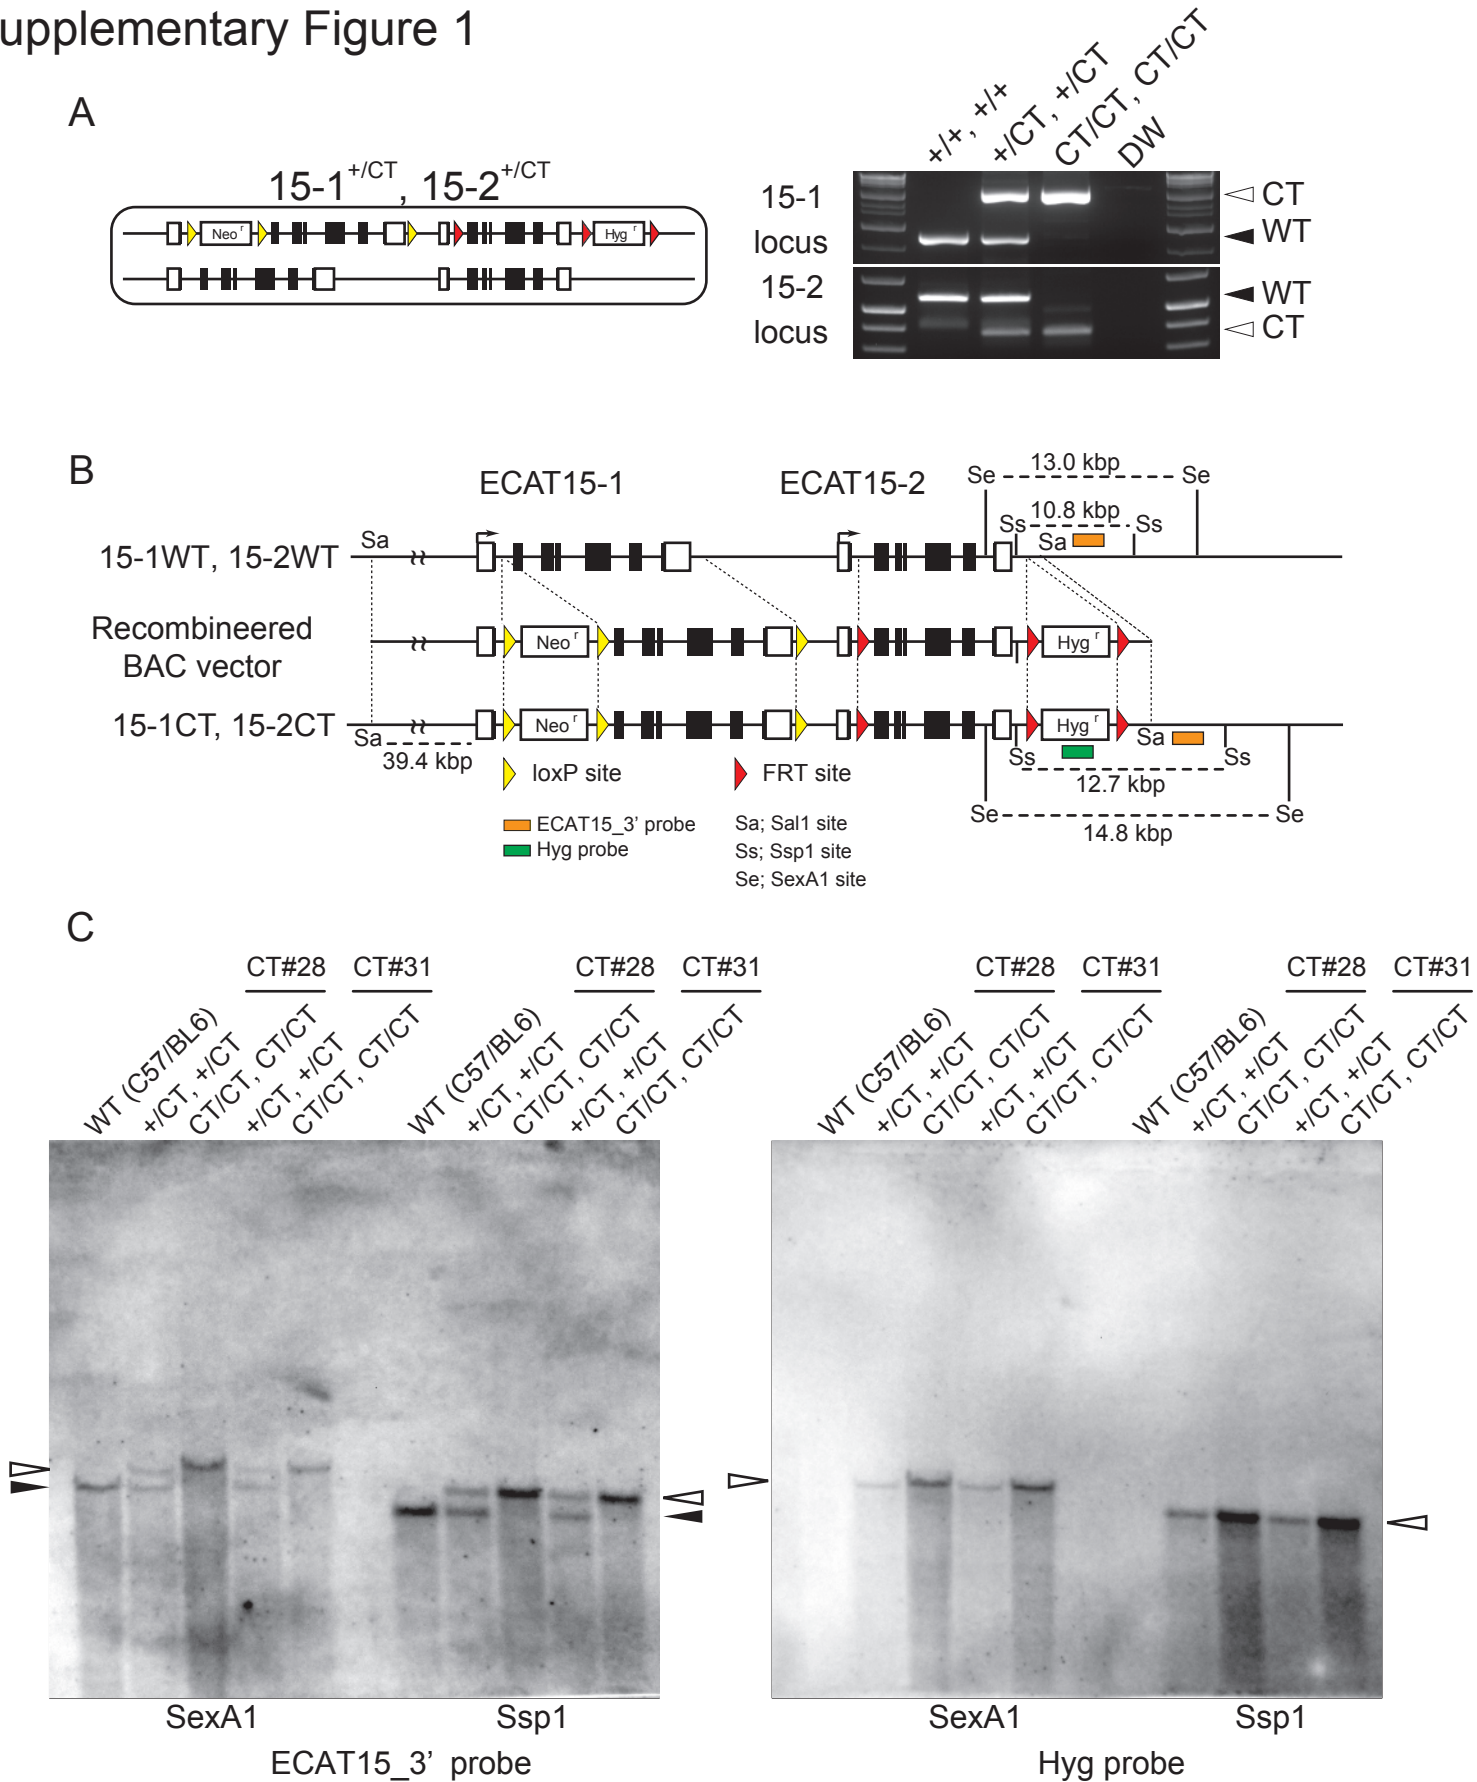 upplementary Figure 1
A
15-1+/CT, 15-2+/CT
Neor
Hygr
+/+, +/+
+/CT, +/CT
CT/CT, CT/CT
DW
15-1
locus
CT
WT
15-2
locus
WT
CT
B
ECAT15-1
ECAT15-2
Se
13.0 kbp
Se
Ss
10.8 kbp
Ss
Sa
Sa
15-1WT, 15-2WT
Recombineered
BAC vector
Neor
Hygr
15-1CT, 15-2CT
Neor
Hygr
Sa
39.4 kbp
Sa
Ss
Ss
12.7 kbp
Se
Se
14.8 kbp
loxP site
FRT site
ECAT15_3’ probe
Hyg probe
Sa; Sal1 site
Ss; Ssp1 site
Se; SexA1 site
C
CT#28
CT#31
CT#28
CT#31
CT#28
CT#31
CT#28
CT#31
WT (C57/BL6)
+/CT, +/CT
CT/CT, CT/CT
+/CT, +/CT
CT/CT, CT/CT
WT (C57/BL6)
+/CT, +/CT
CT/CT, CT/CT
+/CT, +/CT
CT/CT, CT/CT
WT (C57/BL6)
+/CT, +/CT
CT/CT, CT/CT
+/CT, +/CT
CT/CT, CT/CT
WT (C57/BL6)
+/CT, +/CT
CT/CT, CT/CT
+/CT, +/CT
CT/CT, CT/CT
SexA1
Ssp1
SexA1
Ssp1
ECAT15_3’ probe
Hyg probe